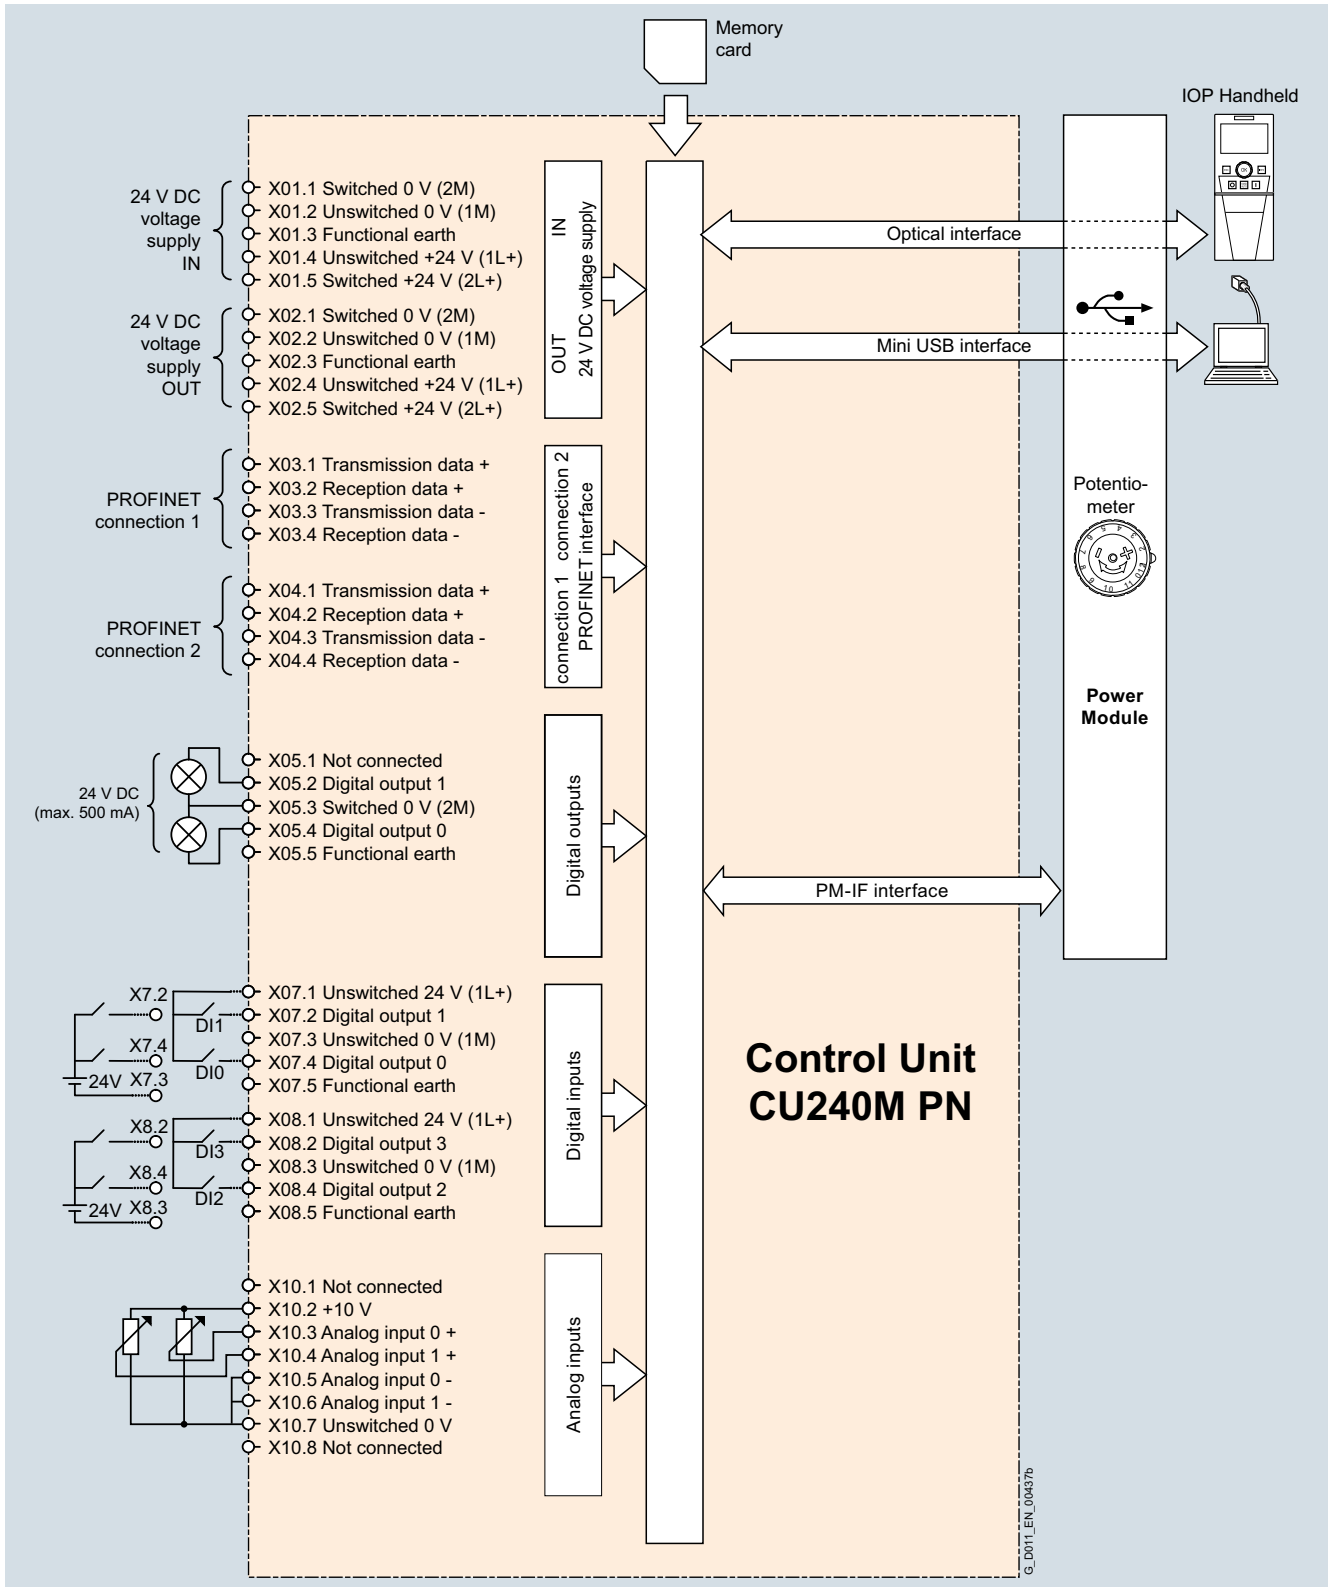 Memory
card
IOP Handheld
24 V DC
voltage
supply
IN
X01.1 Switched 0 V (2M)
X01.2 Unswitched 0 V (1M)
X01.3 Functional earth
X01.4 Unswitched +24 V (1L+)
X01.5 Switched +24 V (2L+)
24 V DC
voltage
supply
OUT
X02.1 Switched 0 V (2M)
X02.2 Unswitched 0 V (1M)
X02.3 Functional earth
X02.4 Unswitched +24 V (1L+)
X02.5 Switched +24 V (2L+)
OUT IN
24 V DC voltage supply
Optical interface
OK
Mini USB interface
PROFINET
connection 1
X03.1 Transmission data +
X03.2 Reception data +
X03.3 Transmission data -
X03.4 Reception data -
PROFINET
connection 2
X04.1 Transmission data +
X04.2 Reception data +
X04.3 Transmission data -
X04.4 Reception data -
connection 1 connection 2
PROFINET interface
Potentio-
meter
Power
Module
24 V DC
(max. 500 mA)
X05.1 Not connected
X05.2 Digital output 1
X05.3 Switched 0 V (2M)
X05.4 Digital output 0
X05.5 Functional earth
Digital outputs
PM-IF interface
X7.2
DI1
X7.4
DI0
24V X7.3
X07.1 Unswitched 24 V (1L+)
X07.2 Digital output 1
X07.3 Unswitched 0 V (1M)
X07.4 Digital output 0
X07.5 Functional earth
X8.2
DI3
X8.4
DI2
24V X8.3
X08.1 Unswitched 24 V (1L+)
X08.2 Digital output 3
X08.3 Unswitched 0 V (1M)
X08.4 Digital output 2
X08.5 Functional earth
Digital inputs
Control Unit
CU240M PN
X10.1 Not connected
X10.2 +10 V
X10.3 Analog input 0 +
X10.4 Analog input 1 +
X10.5 Analog input 0 -
X10.6 Analog input 1 -
X10.7 Unswitched 0 V
X10.8 Not connected
Analog inputs
G_D011_EN_00437b